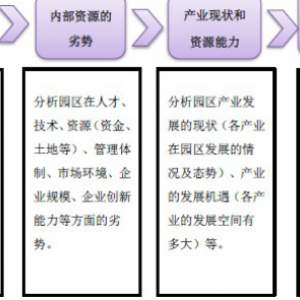 内部资源的
劣势
产业现状和
资源能力
分析园区在人才、
技术、资源（资金、
土地等）、管理体
制、市场环境、企
业规模、企业创新
能力等方面的劣
势。
分析园区产业发
展的现状（各产业
在园区发展的情
况及态势）、产业
的发展机遇（各产
业的发展空间有
多大）等。